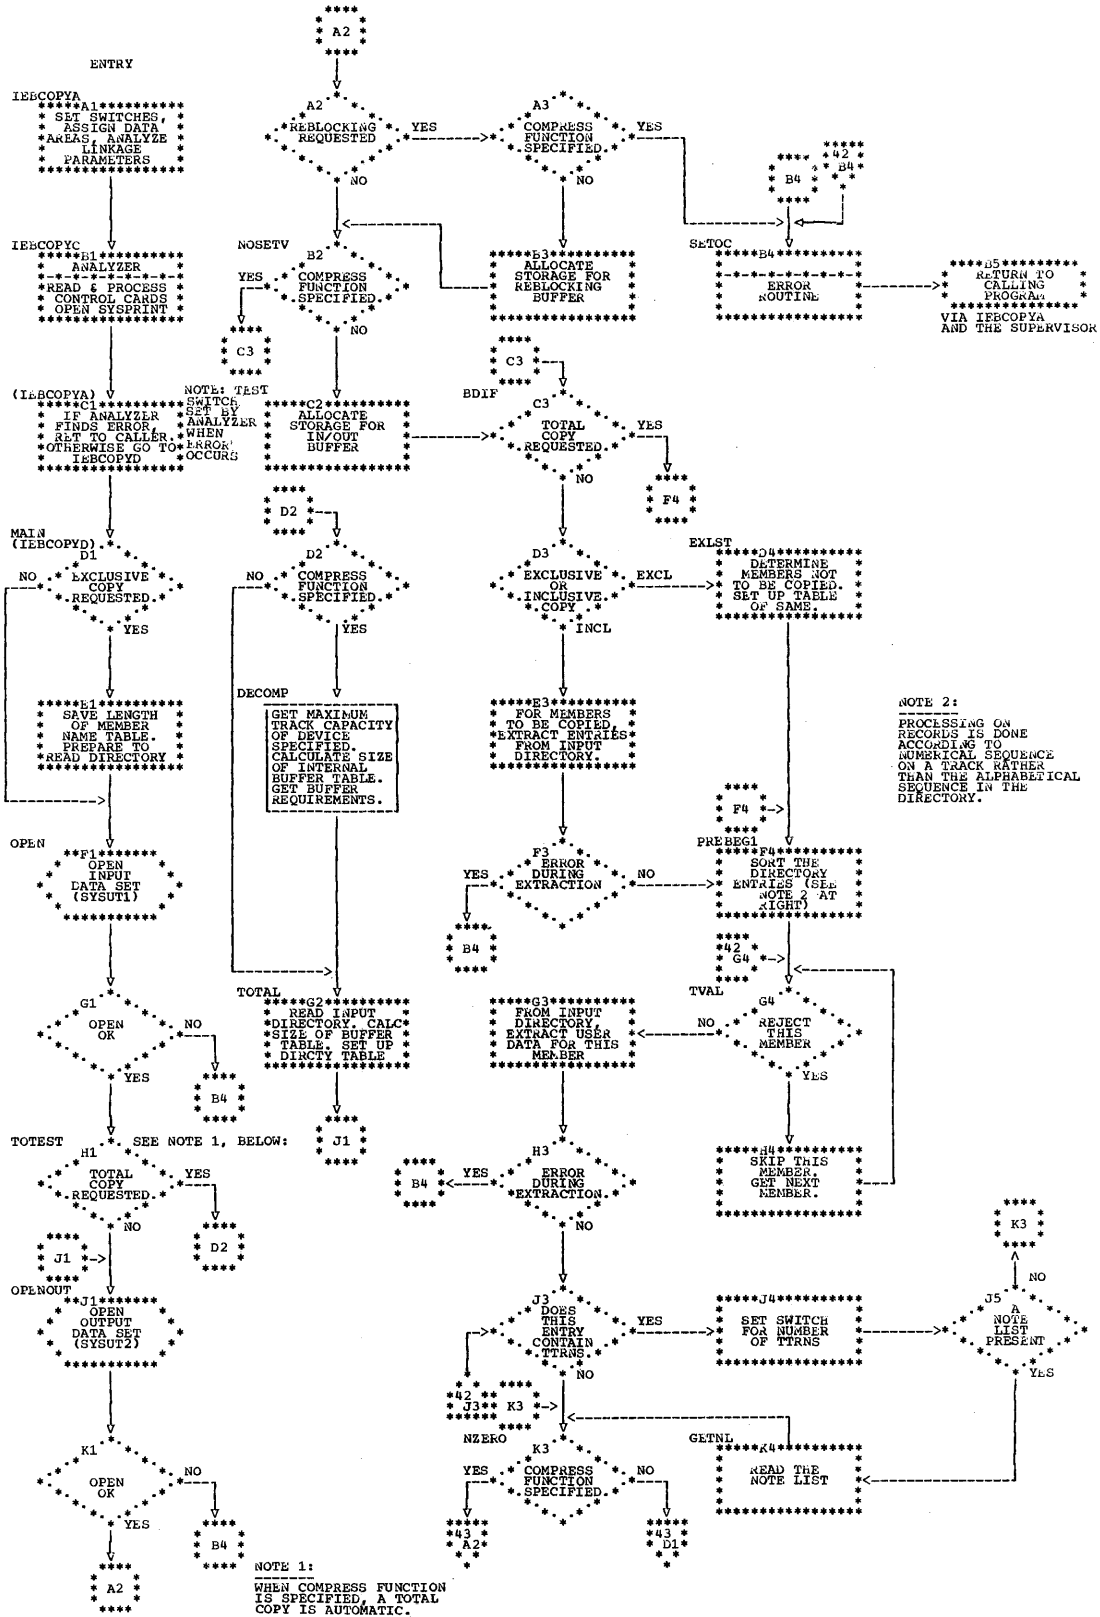 A2
ENTRY
IEBCOPYA
A1
SET SWITCHES,
ASSIGN DATA
AREAS, ANALYZE
LINKAGE
PARAMETERS
A2
REBLOCKING
REQUESTED
YES
NO
A3
COMPRESS
FUNCTION
SPECIFIED
YES
NO
B4
42
B4
IEBCOPYC
B1
ANALYZER
READ & PROCESS
CONTROL CARDS
OPEN SYSPRINT
NOSETV
B2
COMPRESS
FUNCTION
SPECIFIED
YES
NO
C3
B3
ALLOCATE
STORAGE FOR
REBLOCKING
BUFFER
SETOC
B4
ERROR
ROUTINE
B5
RETURN TO
CALLING
PROGRAM
VIA IEBCOPYA
AND THE SUPERVISOR
(IEBCOPYA)
C1
IF ANALYZER
FINDS ERROR,
RET TO CALLER.
OTHERWISE GO TO
IEBCOPYD
NOTE: TEST
SWITCH
SET BY
ANALYZER
WHEN
ERROR
OCCURS
C2
ALLOCATE
STORAGE FOR
IN/OUT
BUFFER
C3
BDIF
C3
TOTAL
COPY
REQUESTED
YES
NO
F4
MAIN
(IEBCOPYD)
D1
EXCLUSIVE
COPY
REQUESTED
NO
YES
D2
D2
COMPRESS
FUNCTION
SPECIFIED
NO
YES
D3
EXCLUSIVE
OR
INCLUSIVE
COPY
EXCL
INCL
EXLST
D4
DETERMINE
MEMBERS NOT
TO BE COPIED.
SET UP TABLE
OF SAME.
E1
SAVE LENGTH
OF MEMBER
NAME TABLE.
PREPARE TO
READ DIRECTORY
DECOMP
GET MAXIMUM
TRACK CAPACITY
OF DEVICE
SPECIFIED.
CALCULATE SIZE
OF INTERNAL
BUFFER TABLE.
GET BUFFER
REQUIREMENTS.
E3
FOR MEMBERS
TO BE COPIED,
EXTRACT ENTRIES
FROM INPUT
DIRECTORY.
NOTE 2:
PROCESSING ON
RECORDS IS DONE
ACCORDING TO
NUMERICAL SEQUENCE
ON A TRACK RATHER
THAN THE ALPHABETICAL
SEQUENCE IN THE
DIRECTORY.
OPEN
F1
OPEN
INPUT
DATA SET
(SYSUT1)
F3
ERROR
DURING
EXTRACTION
YES
NO
B4
F4
PREBEG1
F4
SORT THE
DIRECTORY
ENTRIES (SEE
NOTE 2 AT
RIGHT)
42
G4
G1
OPEN
OK
NO
YES
B4
TOTAL
G2
READ INPUT
DIRECTORY. CALC
SIZE OF BUFFER
TABLE. SET UP
DIRCTY TABLE
J1
G3
FROM INPUT
DIRECTORY,
EXTRACT USER
DATA FOR THIS
MEMBER
TVAL
G4
REJECT
THIS
MEMBER
NO
YES
TOTEST
SEE NOTE 1, BELOW:
H1
TOTAL
COPY
REQUESTED
YES
NO
D2
H3
ERROR
DURING
EXTRACTION
YES
B4
NO
H4
SKIP THIS
MEMBER.
GET NEXT
MEMBER.
K3
J1
OPENOUT
J1
OPEN
OUTPUT
DATA SET
(SYSUT2)
J3
DOES
THIS
ENTRY
CONTAIN
TTRNS
YES
NO
J4
SET SWITCH
FOR NUMBER
OF TTRNS
J5
A
NOTE
LIST
PRESENT
NO
YES
42
J3
K3
K1
OPEN
OK
NO
YES
B4
A2
NZERO
K3
COMPRESS
FUNCTION
SPECIFIED
YES
NO
43
A2
43
D1
GETNL
K4
READ THE
NOTE LIST
NOTE 1:
WHEN COMPRESS FUNCTION
IS SPECIFIED, A TOTAL
COPY IS AUTOMATIC.